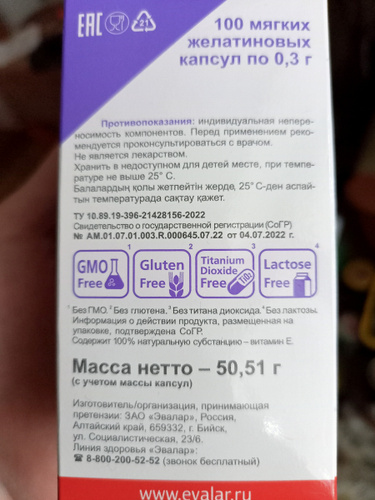 EAC
21
100 мягких
желатиновых
капсул по 0,3 г
Противопоказания: индивидуальная непере-
носимость компонентов. Перед применением реко-
мендуется проконсультироваться с врачом.
Не является лекарством.
Хранить в недоступном для детей месте, при темпе-
ратуре не выше 25° С.
Балалардың қолы жетпейтін жерде, 25° С-ден аспай-
тын температурада сақтау қажет.
ТУ 10.89.19-396-21428156-2022
Свидетельство о государственной регистрации (СоГР)
№ AM.01.07.01.003.R.000645.07.22 от 04.07.2022 г.
1 2 3 4
GMO Free
Gluten Free
Titanium Dioxide Free TiO₂
Lactose Free
¹Без ГМО. ²Без глютена. ³Без титана диоксида. ⁴Без лактозы.
Информация о действии продукта, размещенная на
упаковке, подтверждена СоГР.
Содержит 100% натуральную субстанцию – витамин Е.
Масса нетто – 50,51 г
(с учетом массы капсул)
Изготовитель/организация, принимающая
претензии: ЗАО «Эвалар», Россия,
Алтайский край, 659332, г. Бийск,
ул. Социалистическая, 23/6.
Линия здоровья «Эвалар»:
☎ 8-800-200-52-52 (звонок бесплатный)
www.evalar.ru